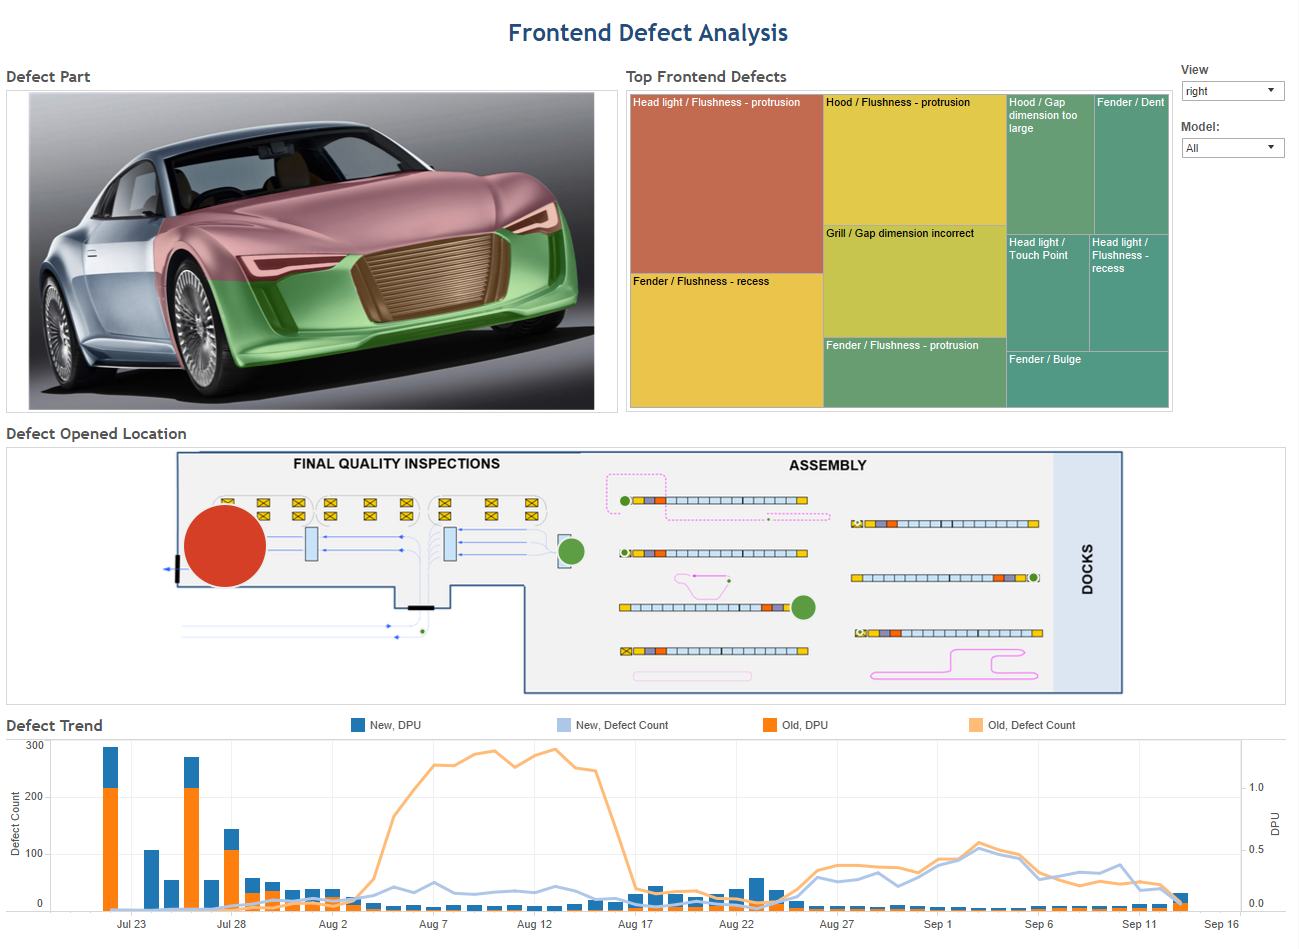 Frontend Defect Analysis
Defect Part
Top Frontend Defects
View
right
Model:
All
Head light / Flushness - protrusion
Hood / Flushness - protrusion
Hood / Gap
dimension too
large
Fender / Dent
Grill / Gap dimension incorrect
Head light /
Touch Point
Head light /
Flushness -
recess
Fender / Flushness - recess
Fender / Flushness - protrusion
Fender / Bulge
Defect Opened Location
FINAL QUALITY INSPECTIONS
ASSEMBLY
DOCKS
Defect Trend
New, DPU
New, Defect Count
Old, DPU
Old, Defect Count
300
200
100
0
Defect Count
1.0
0.5
0.0
DPU
Jul 23
Jul 28
Aug 2
Aug 7
Aug 12
Aug 17
Aug 22
Aug 27
Sep 1
Sep 6
Sep 11
Sep 16